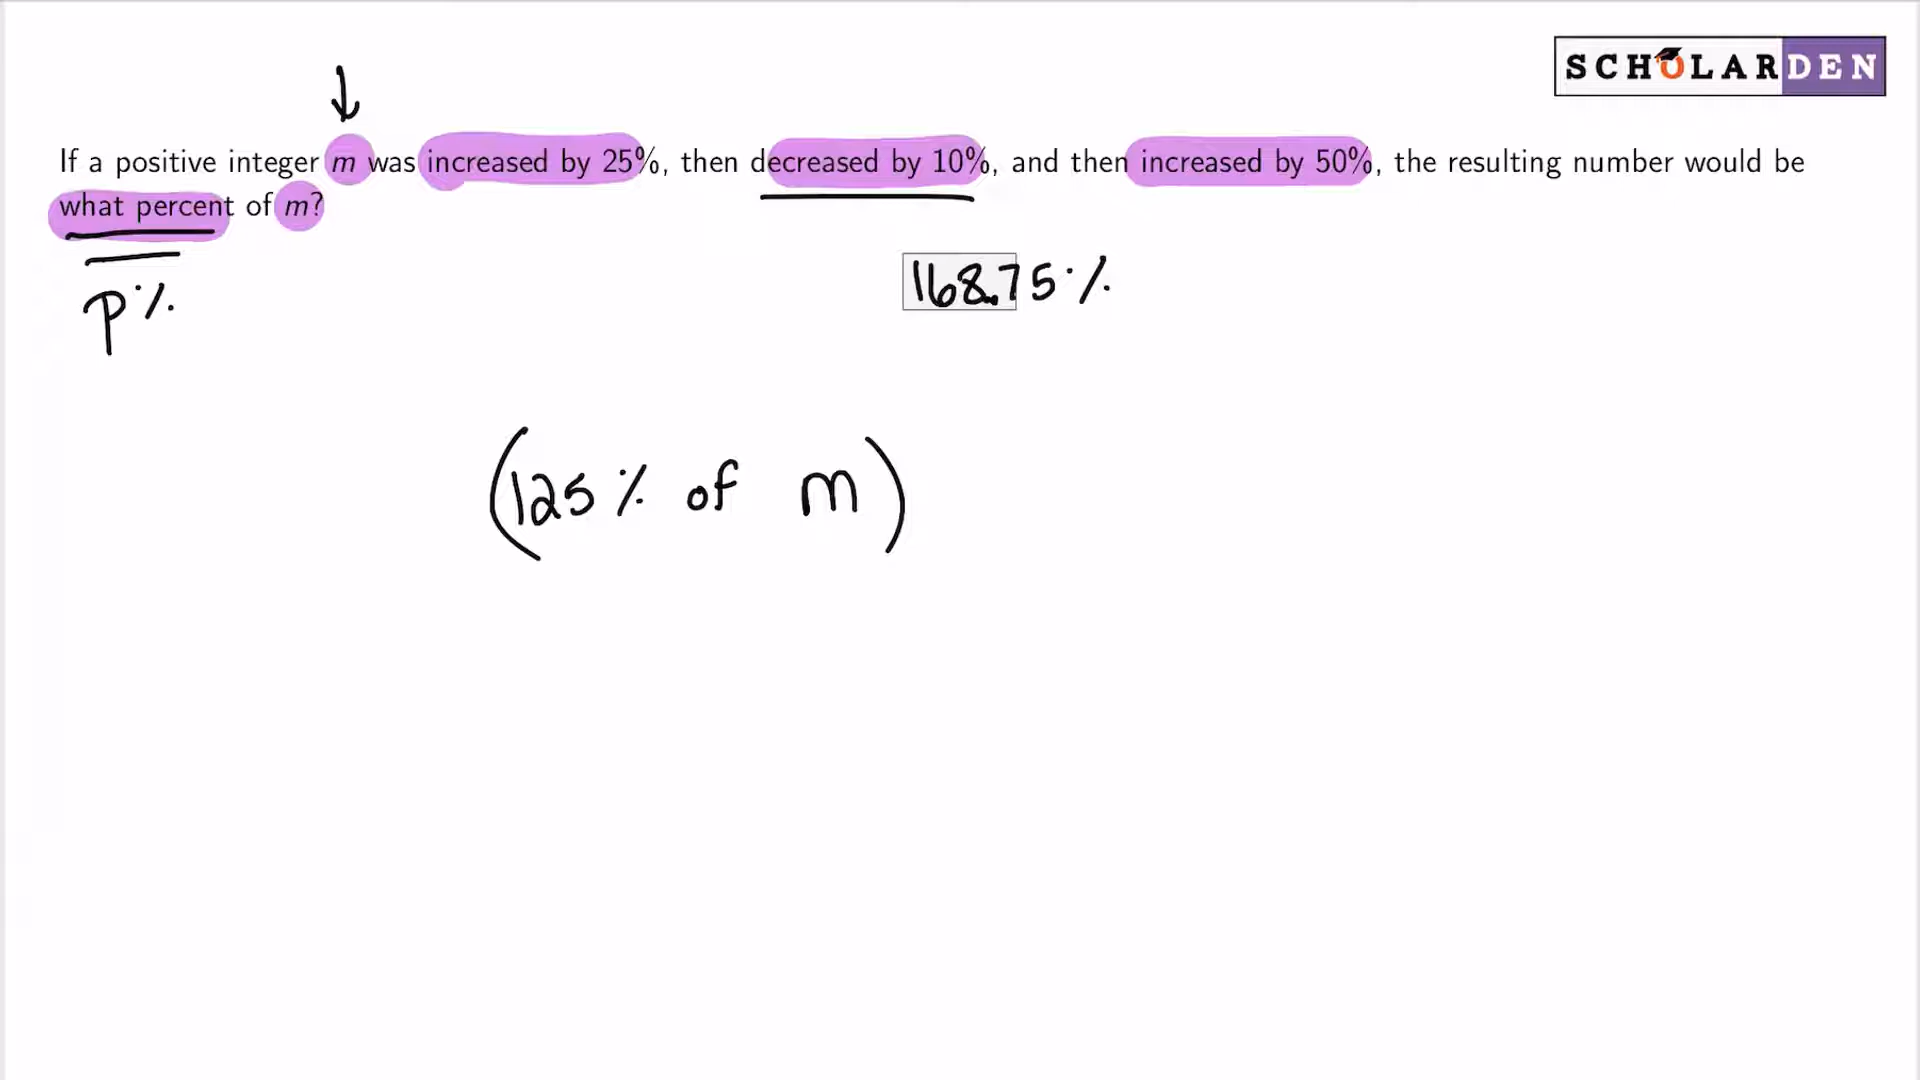 SCHOLARDEN
If a positive integer m was increased by 25%, then decreased by 10%, and then increased by 50%, the resulting number would be
what percent of m?
p%
168.75%
(125% of m)